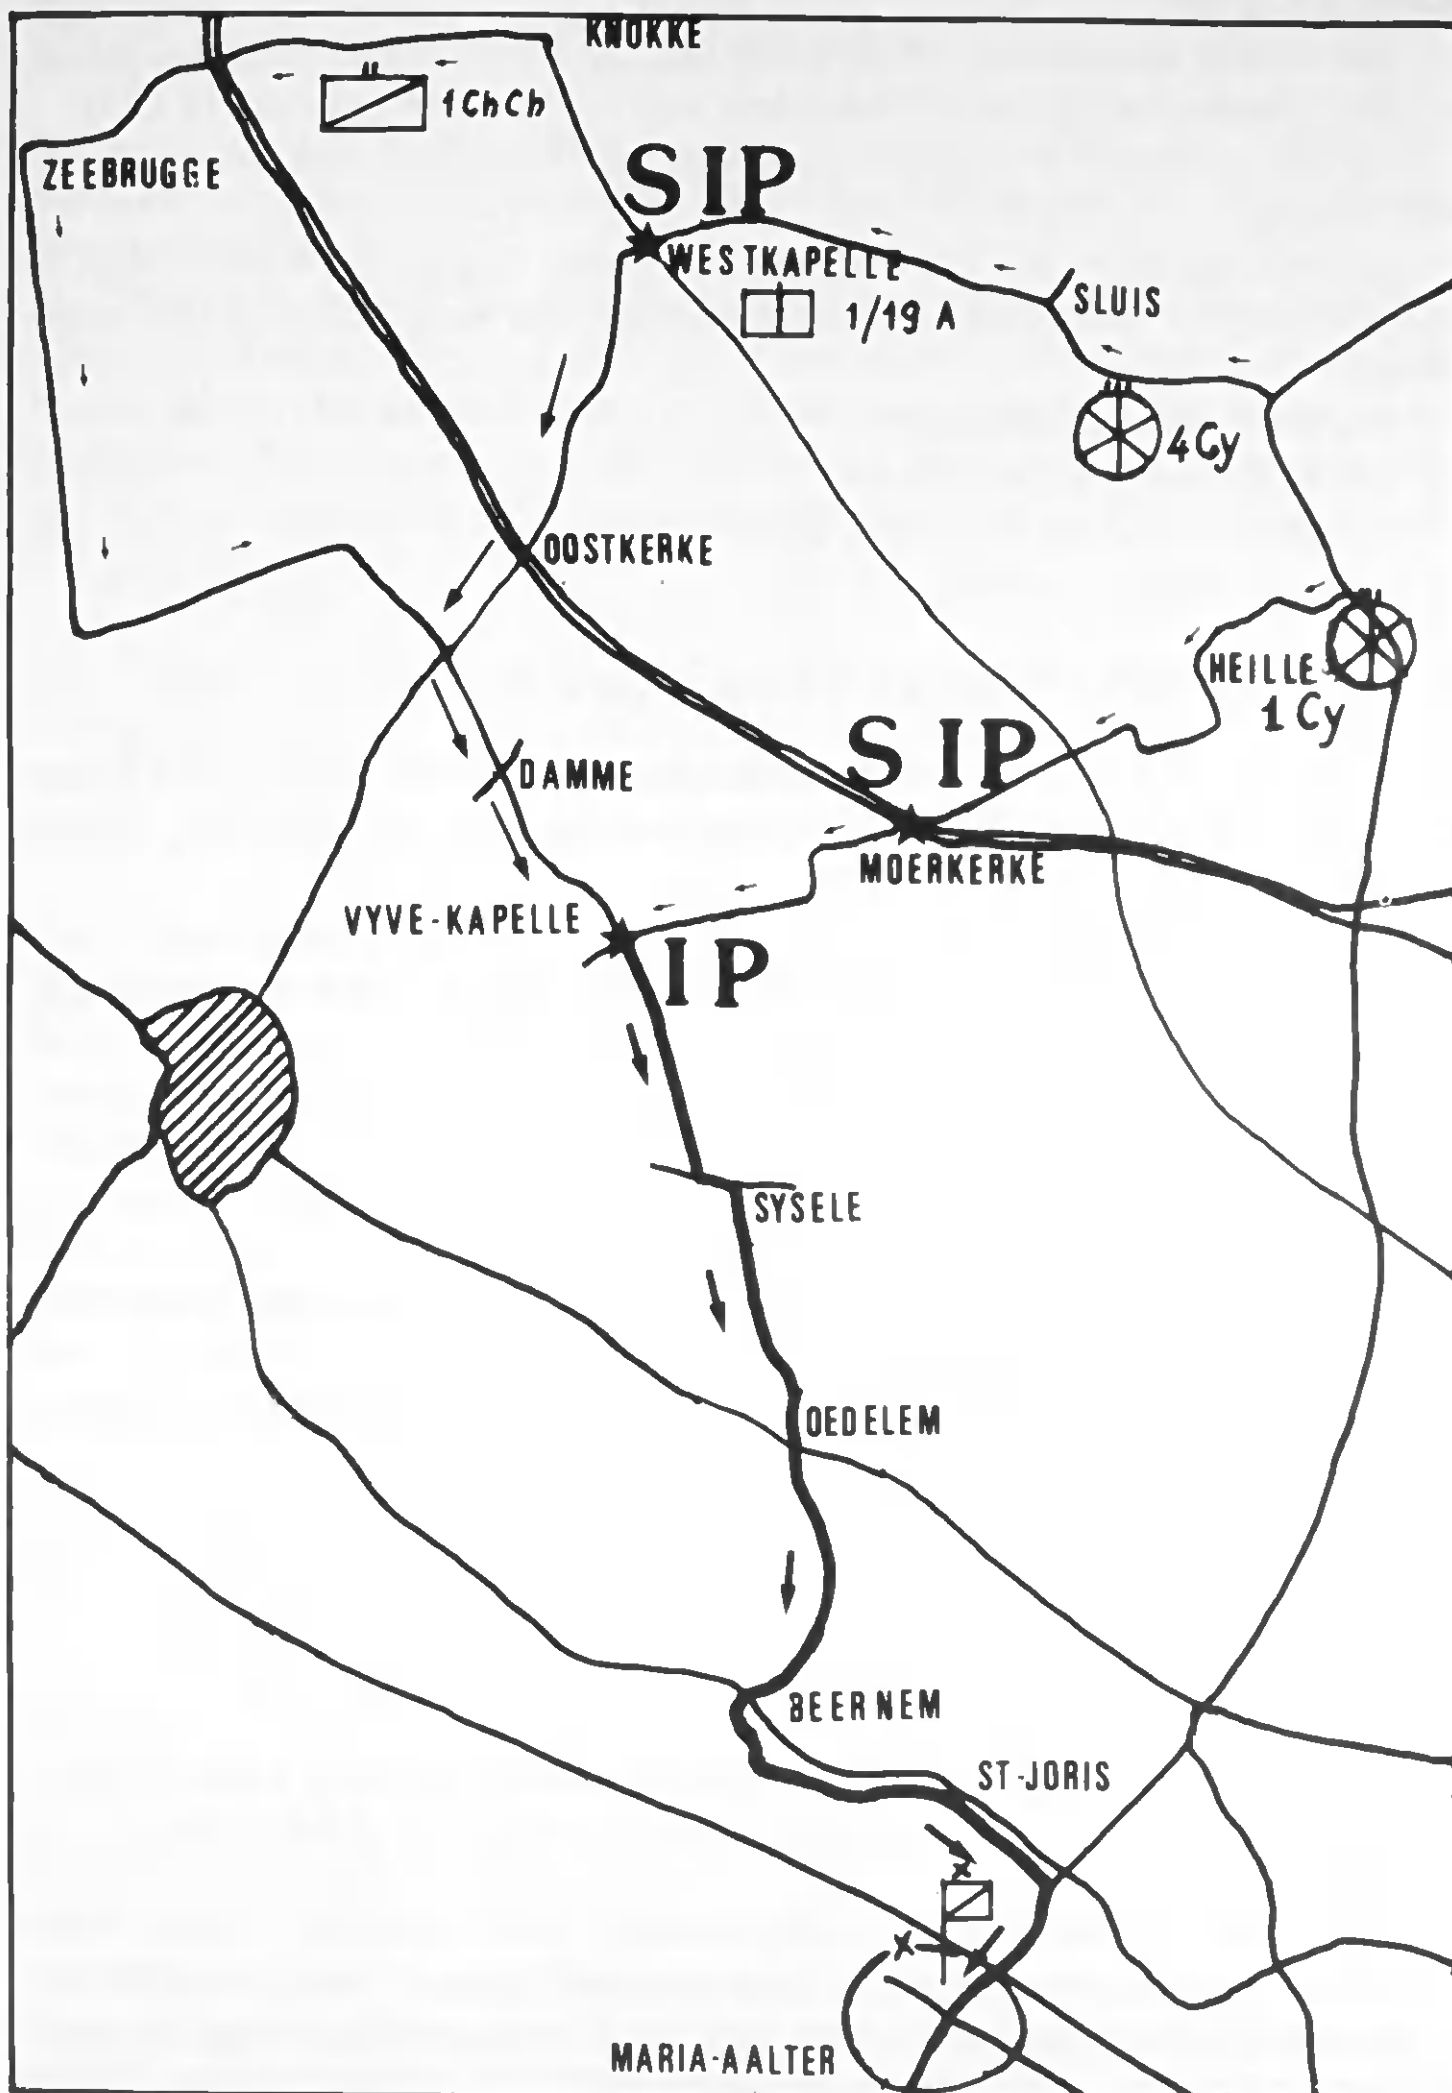 KNOKKE
1ChCh
ZEEBRUGGE
SIP
WESTKAPELLE
1/19 A
SLUIS
4Cy
OOSTKERKE
HEILLE
1Cy
SIP
DAMME
MOERKERKE
VYVE-KAPELLE
IP
SYSELE
OEDELEM
BEERNEM
ST-JORIS
x
x
MARIA-AALTER